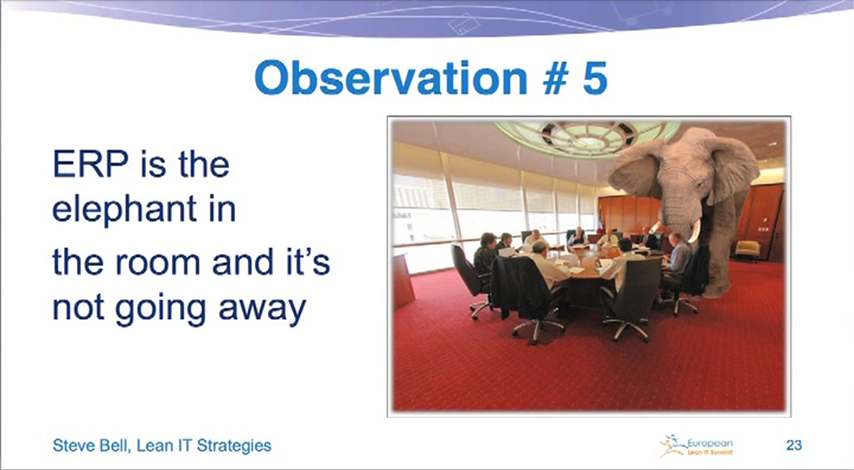 Observation # 5
ERP is the
elephant in
the room and it’s
not going away
Steve Bell, Lean IT Strategies
European
Lean IT Summit
23